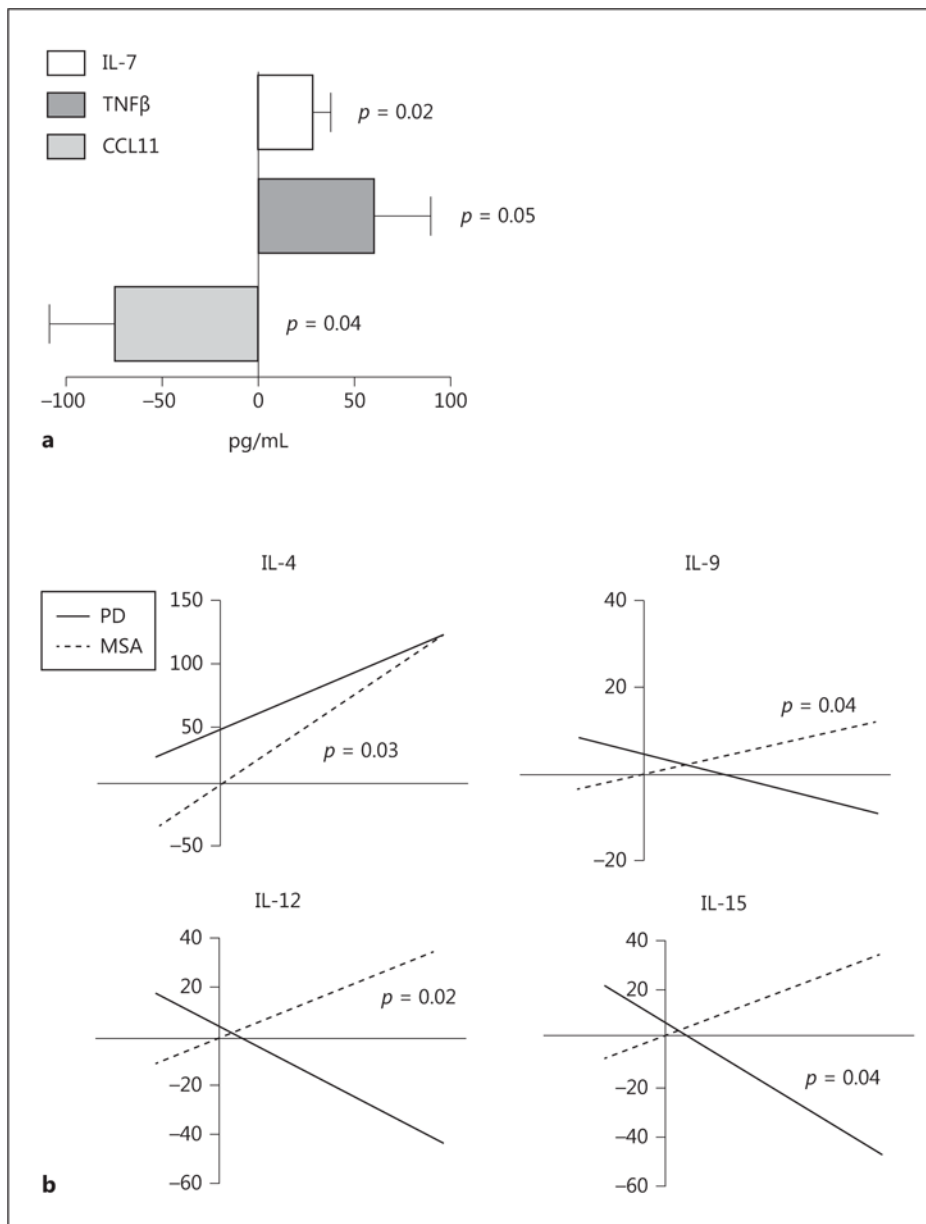 IL-7
TNFβ
CCL11
p = 0.02
p = 0.05
p = 0.04
–100 –50 0 50 100
pg/mL
a
IL-4
PD
MSA
150
100
50
–50
p = 0.03
IL-9
40
20
–20
p = 0.04
IL-12
40
20
–20
–40
–60
p = 0.02
IL-15
40
20
–20
–40
–60
p = 0.04
b